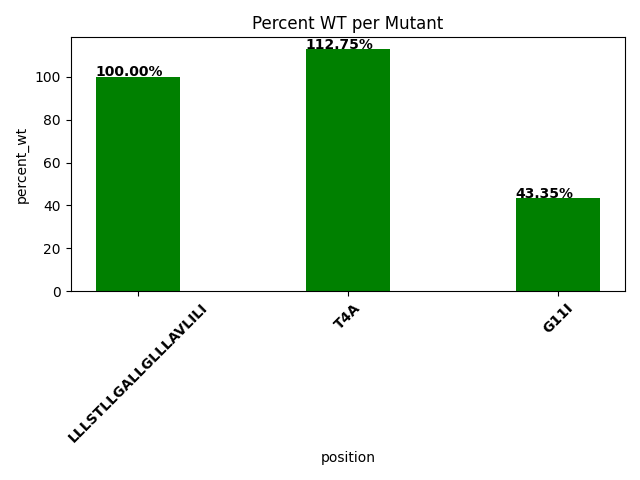 Percent WT per Mutant
112.75%
100.00%
43.35%
percent_wt
100
80
60
40
20
0
LLLSTLLGALLGLLLAVLILI
T4A
G11I
position